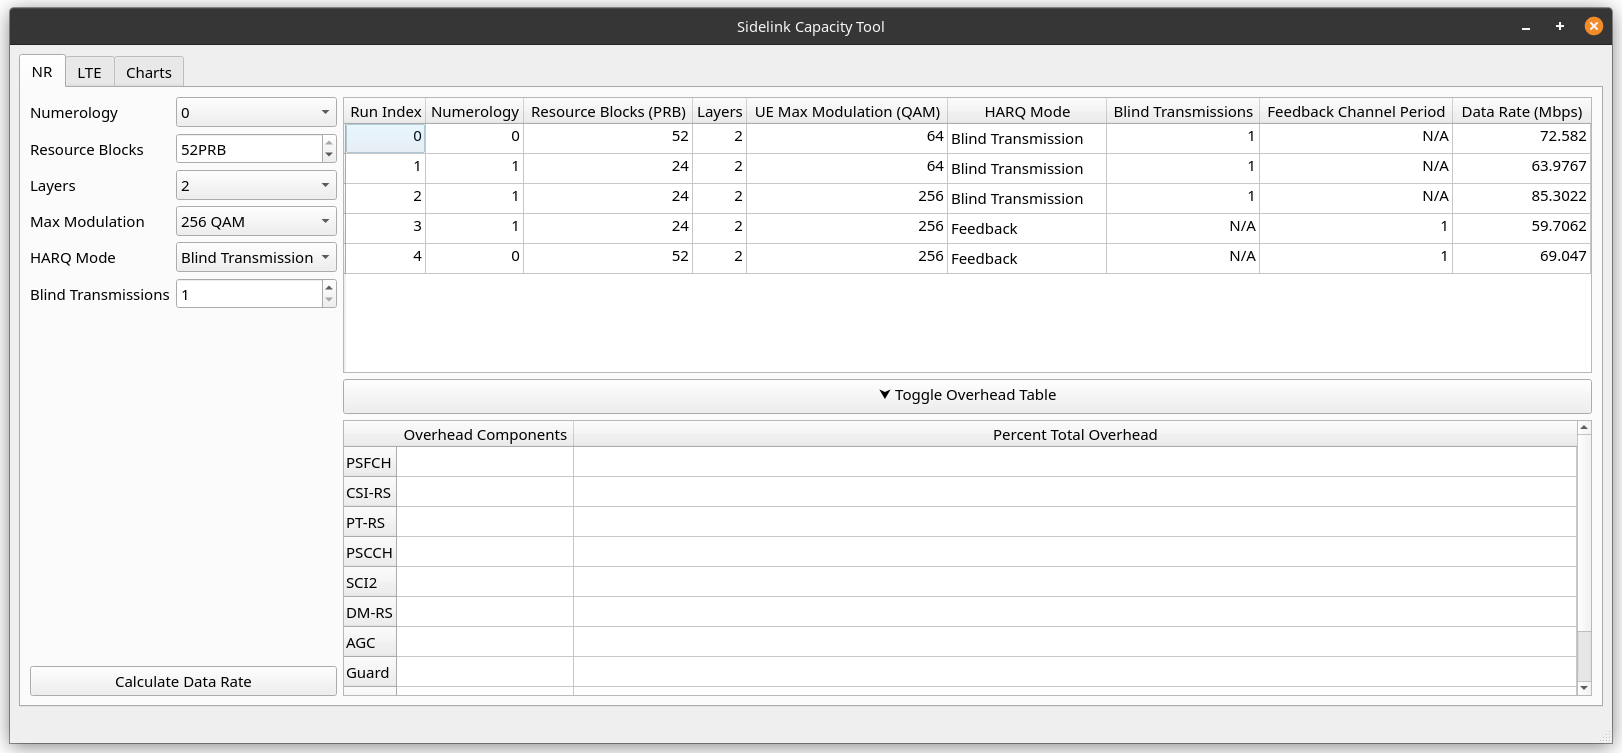 Sidelink Capacity Tool
NR LTE Charts
Numerology 0
Resource Blocks 52PRB
Layers 2
Max Modulation 256 QAM
HARQ Mode Blind Transmission
Blind Transmissions 1
Calculate Data Rate
Run Index Numerology Resource Blocks (PRB) Layers UE Max Modulation (QAM) HARQ Mode Blind Transmissions Feedback Channel Period Data Rate (Mbps)
0 0 52 2 64 Blind Transmission 1 N/A 72.582
1 1 24 2 64 Blind Transmission 1 N/A 63.9767
2 1 24 2 256 Blind Transmission 1 N/A 85.3022
3 1 24 2 256 Feedback N/A 1 59.7062
4 0 52 2 256 Feedback N/A 1 69.047
Toggle Overhead Table
Overhead Components Percent Total Overhead
PSFCH
CSI-RS
PT-RS
PSCCH
SCI2
DM-RS
AGC
Guard